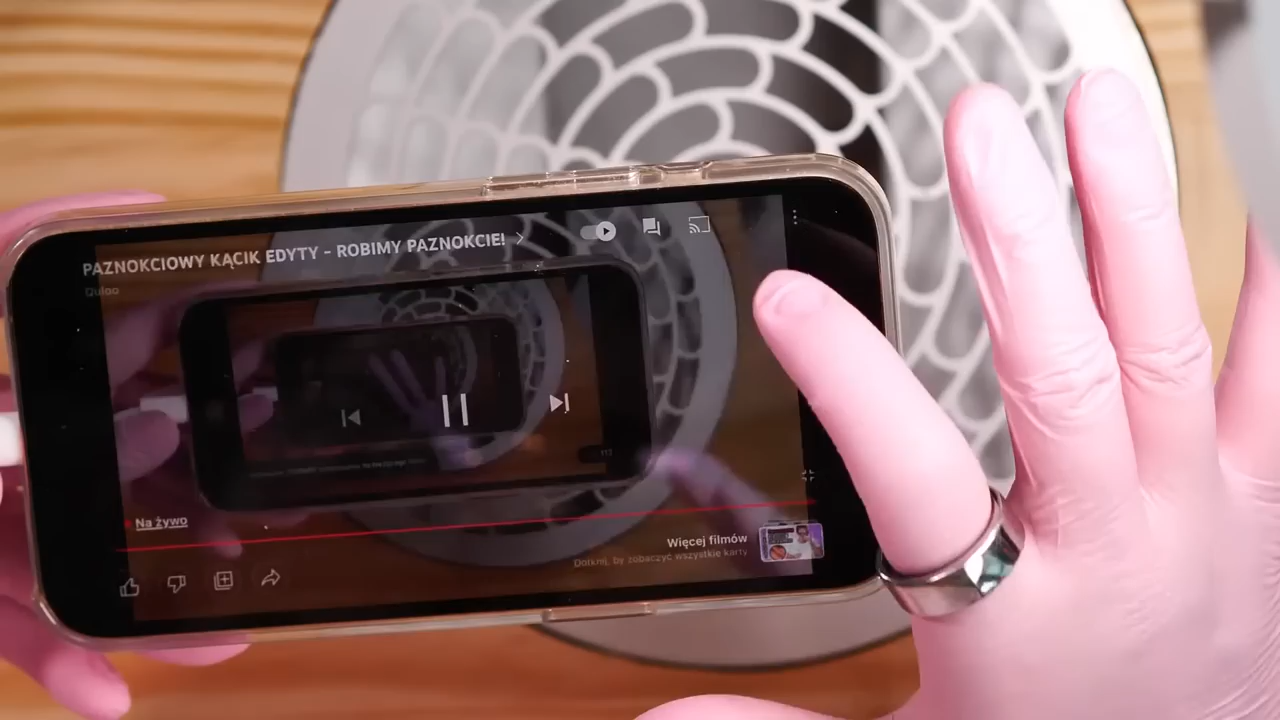 PAZNOKCIOWY KĄCIK EDYTY - ROBIMY PAZNOKCIE!
Na żywo
Więcej filmów
Dotknij, by zobaczyć wszystkie karty